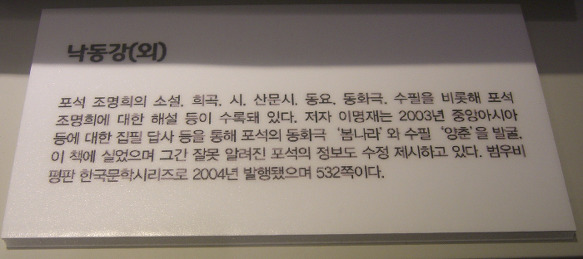 낙동강(외)
포석 조명희의 소설, 희곡, 시, 산문시, 동요, 동화극, 수필을 비롯해 포석
조명희에 대한 해설 등이 수록돼 있다. 저자 이명재는 2003년 중앙아시아
등에 대한 집필 답사 등을 통해 포석의 동화극 ‘봄나라’와 수필 ‘양춘’을 발굴,
이 책에 실었으며 그간 잘못 알려진 포석의 정보도 수정 제시하고 있다. 범우비
평판 한국문학시리즈로 2004년 발행됐으며 532쪽이다.